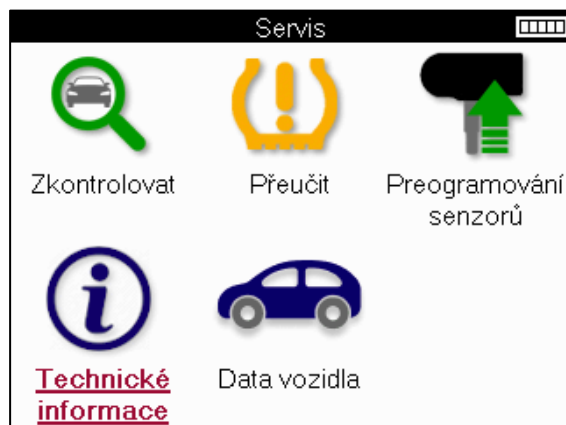 Servis
Zkontrolovat
Přeučit
Preogramování
senzorů
Technické
informace
Data vozidla